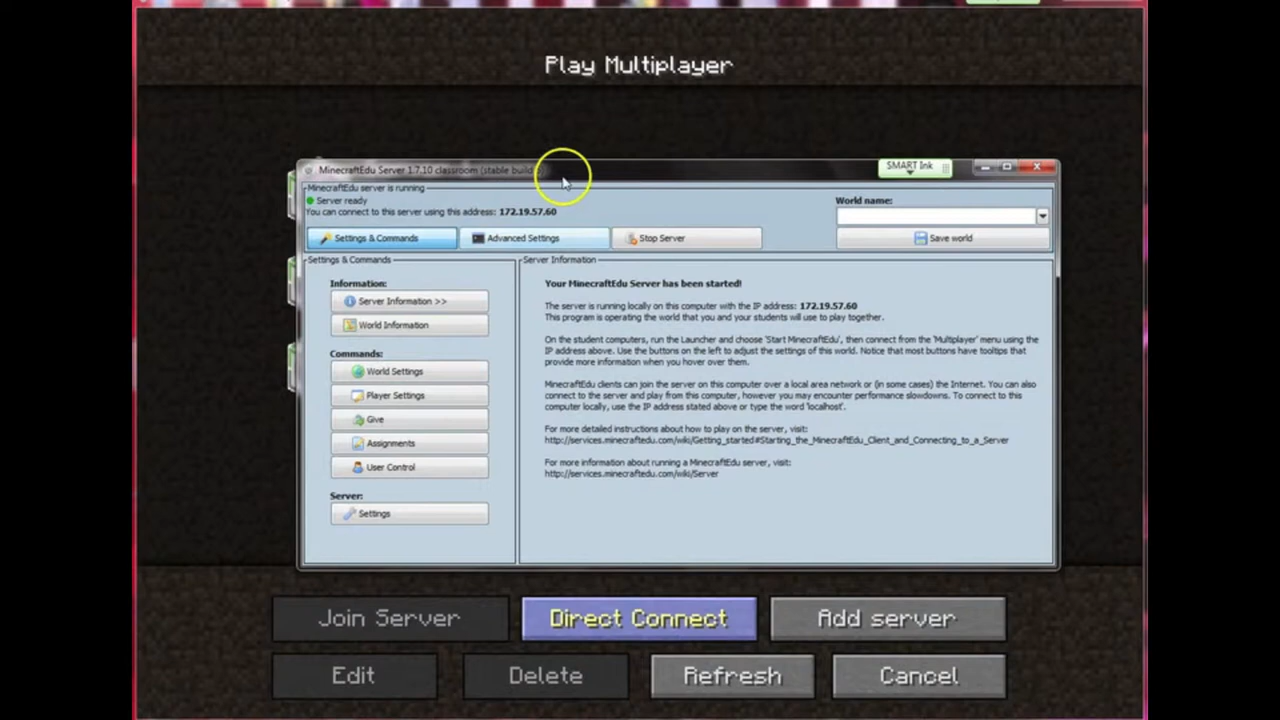 Play Multiplayer
MinecraftEdu Server 1.7.10 classroom (stable build
SMART Ink
MinecraftEdu server is running
Server ready
You can connect to this server using this address: 172.19.57.60
World name:
Settings & Commands
Advanced Settings
Stop Server
Save world
Settings & Commands
Information:
Server Information >>
World Information
Commands:
World Settings
Player Settings
Give
Assignments
User Control
Server:
Settings
Server Information
Your MinecraftEdu Server has been started!
The server is running locally on this computer with the IP address: 172.19.57.60
This program is operating the world that you and your students will use to play together.
On the student computers, run the Launcher and choose 'Start MinecraftEdu', then connect from the 'Multiplayer' menu using the
IP address above. Use the buttons on the left to adjust the settings of this world. Notice that most buttons have tooltips that
provide more information when you hover over them.
MinecraftEdu clients can join the server on this computer over a local area network or (in some cases) the Internet. You can also
connect to the server and play from this computer, however you may encounter performance slowdowns. To connect to this
computer locally, use the IP address stated above or type the word 'localhost'.
For more detailed instructions about how to play on the server, visit:
http://services.minecraftedu.com/wiki/Getting_started#Starting_the_MinecraftEdu_Client_and_Connecting_to_a_Server
For more information about running a MinecraftEdu server, visit:
http://services.minecraftedu.com/wiki/Server
Join Server
Direct Connect
Add server
Edit
Delete
Refresh
Cancel